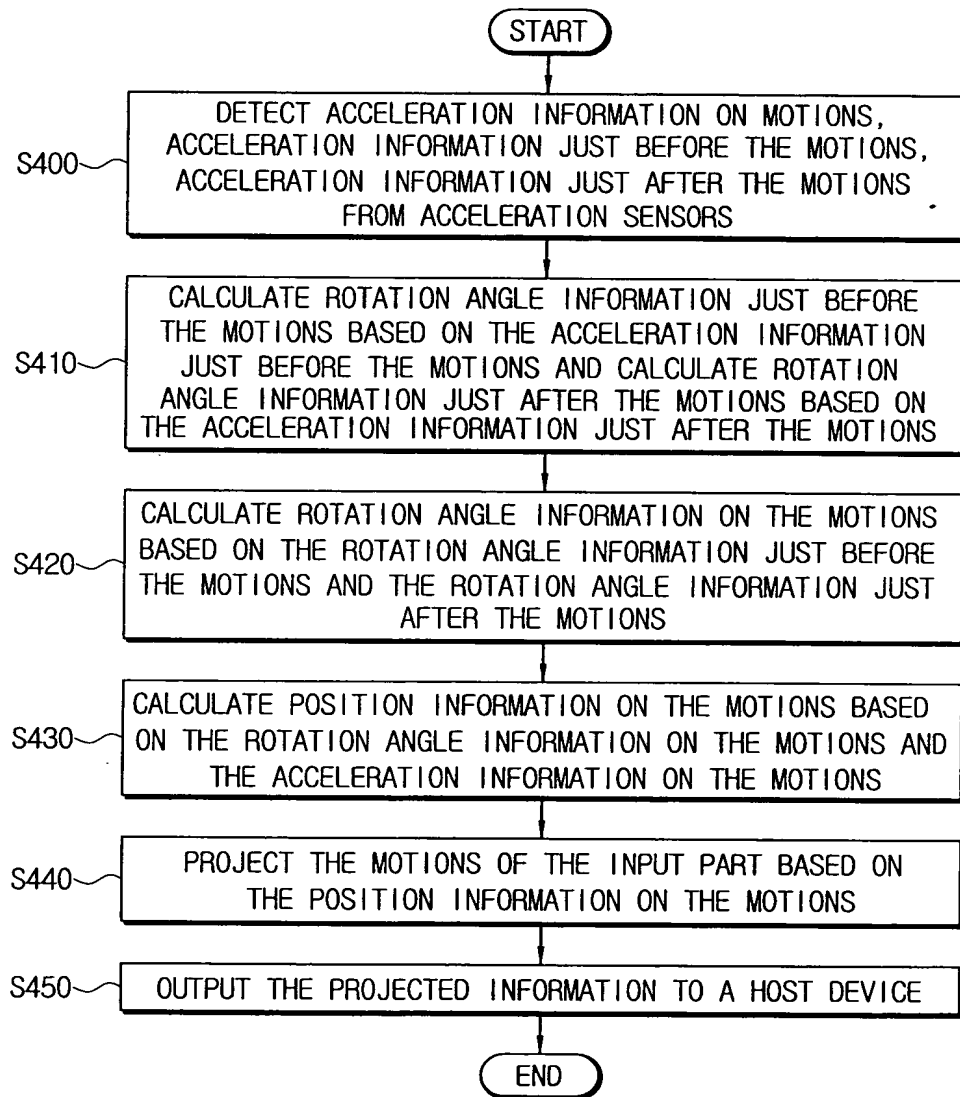 START
S400
DETECT ACCELERATION INFORMATION ON MOTIONS,
ACCELERATION INFORMATION JUST BEFORE THE MOTIONS,
ACCELERATION INFORMATION JUST AFTER THE MOTIONS
FROM ACCELERATION SENSORS
S410
CALCULATE ROTATION ANGLE INFORMATION JUST BEFORE
THE MOTIONS BASED ON THE ACCELERATION INFORMATION
JUST BEFORE THE MOTIONS AND CALCULATE ROTATION
ANGLE INFORMATION JUST AFTER THE MOTIONS BASED ON
THE ACCELERATION INFORMATION JUST AFTER THE MOTIONS
S420
CALCULATE ROTATION ANGLE INFORMATION ON THE MOTIONS
BASED ON THE ROTATION ANGLE INFORMATION JUST BEFORE
THE MOTIONS AND THE ROTATION ANGLE INFORMATION JUST
AFTER THE MOTIONS
S430
CALCULATE POSITION INFORMATION ON THE MOTIONS BASED
ON THE ROTATION ANGLE INFORMATION ON THE MOTIONS AND
THE ACCELERATION INFORMATION ON THE MOTIONS
S440
PROJECT THE MOTIONS OF THE INPUT PART BASED ON
THE POSITION INFORMATION ON THE MOTIONS
S450
OUTPUT THE PROJECTED INFORMATION TO A HOST DEVICE
END